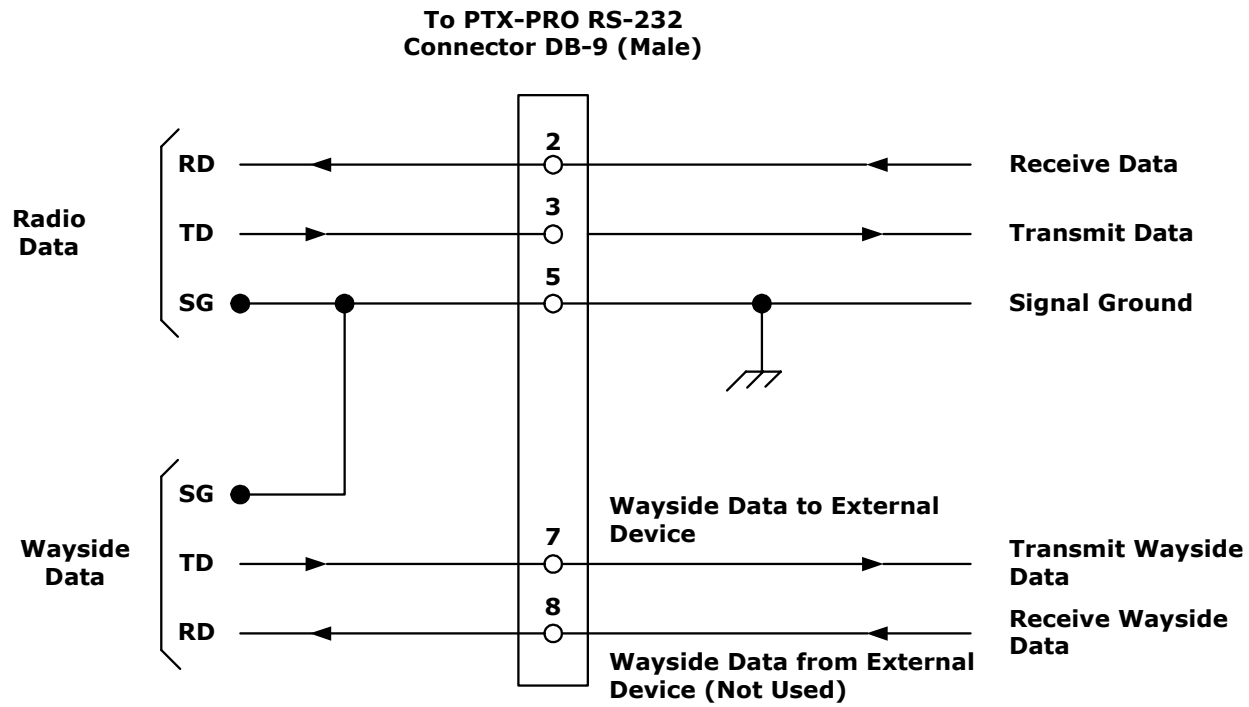 To PTX-PRO RS-232
Connector DB-9 (Male)
Radio
Data
RD
2
Receive Data
TD
3
Transmit Data
SG
5
Signal Ground
Wayside
Data
SG
Wayside Data to External
Device
TD
7
Transmit Wayside
Data
RD
8
Receive Wayside
Data
Wayside Data from External
Device (Not Used)